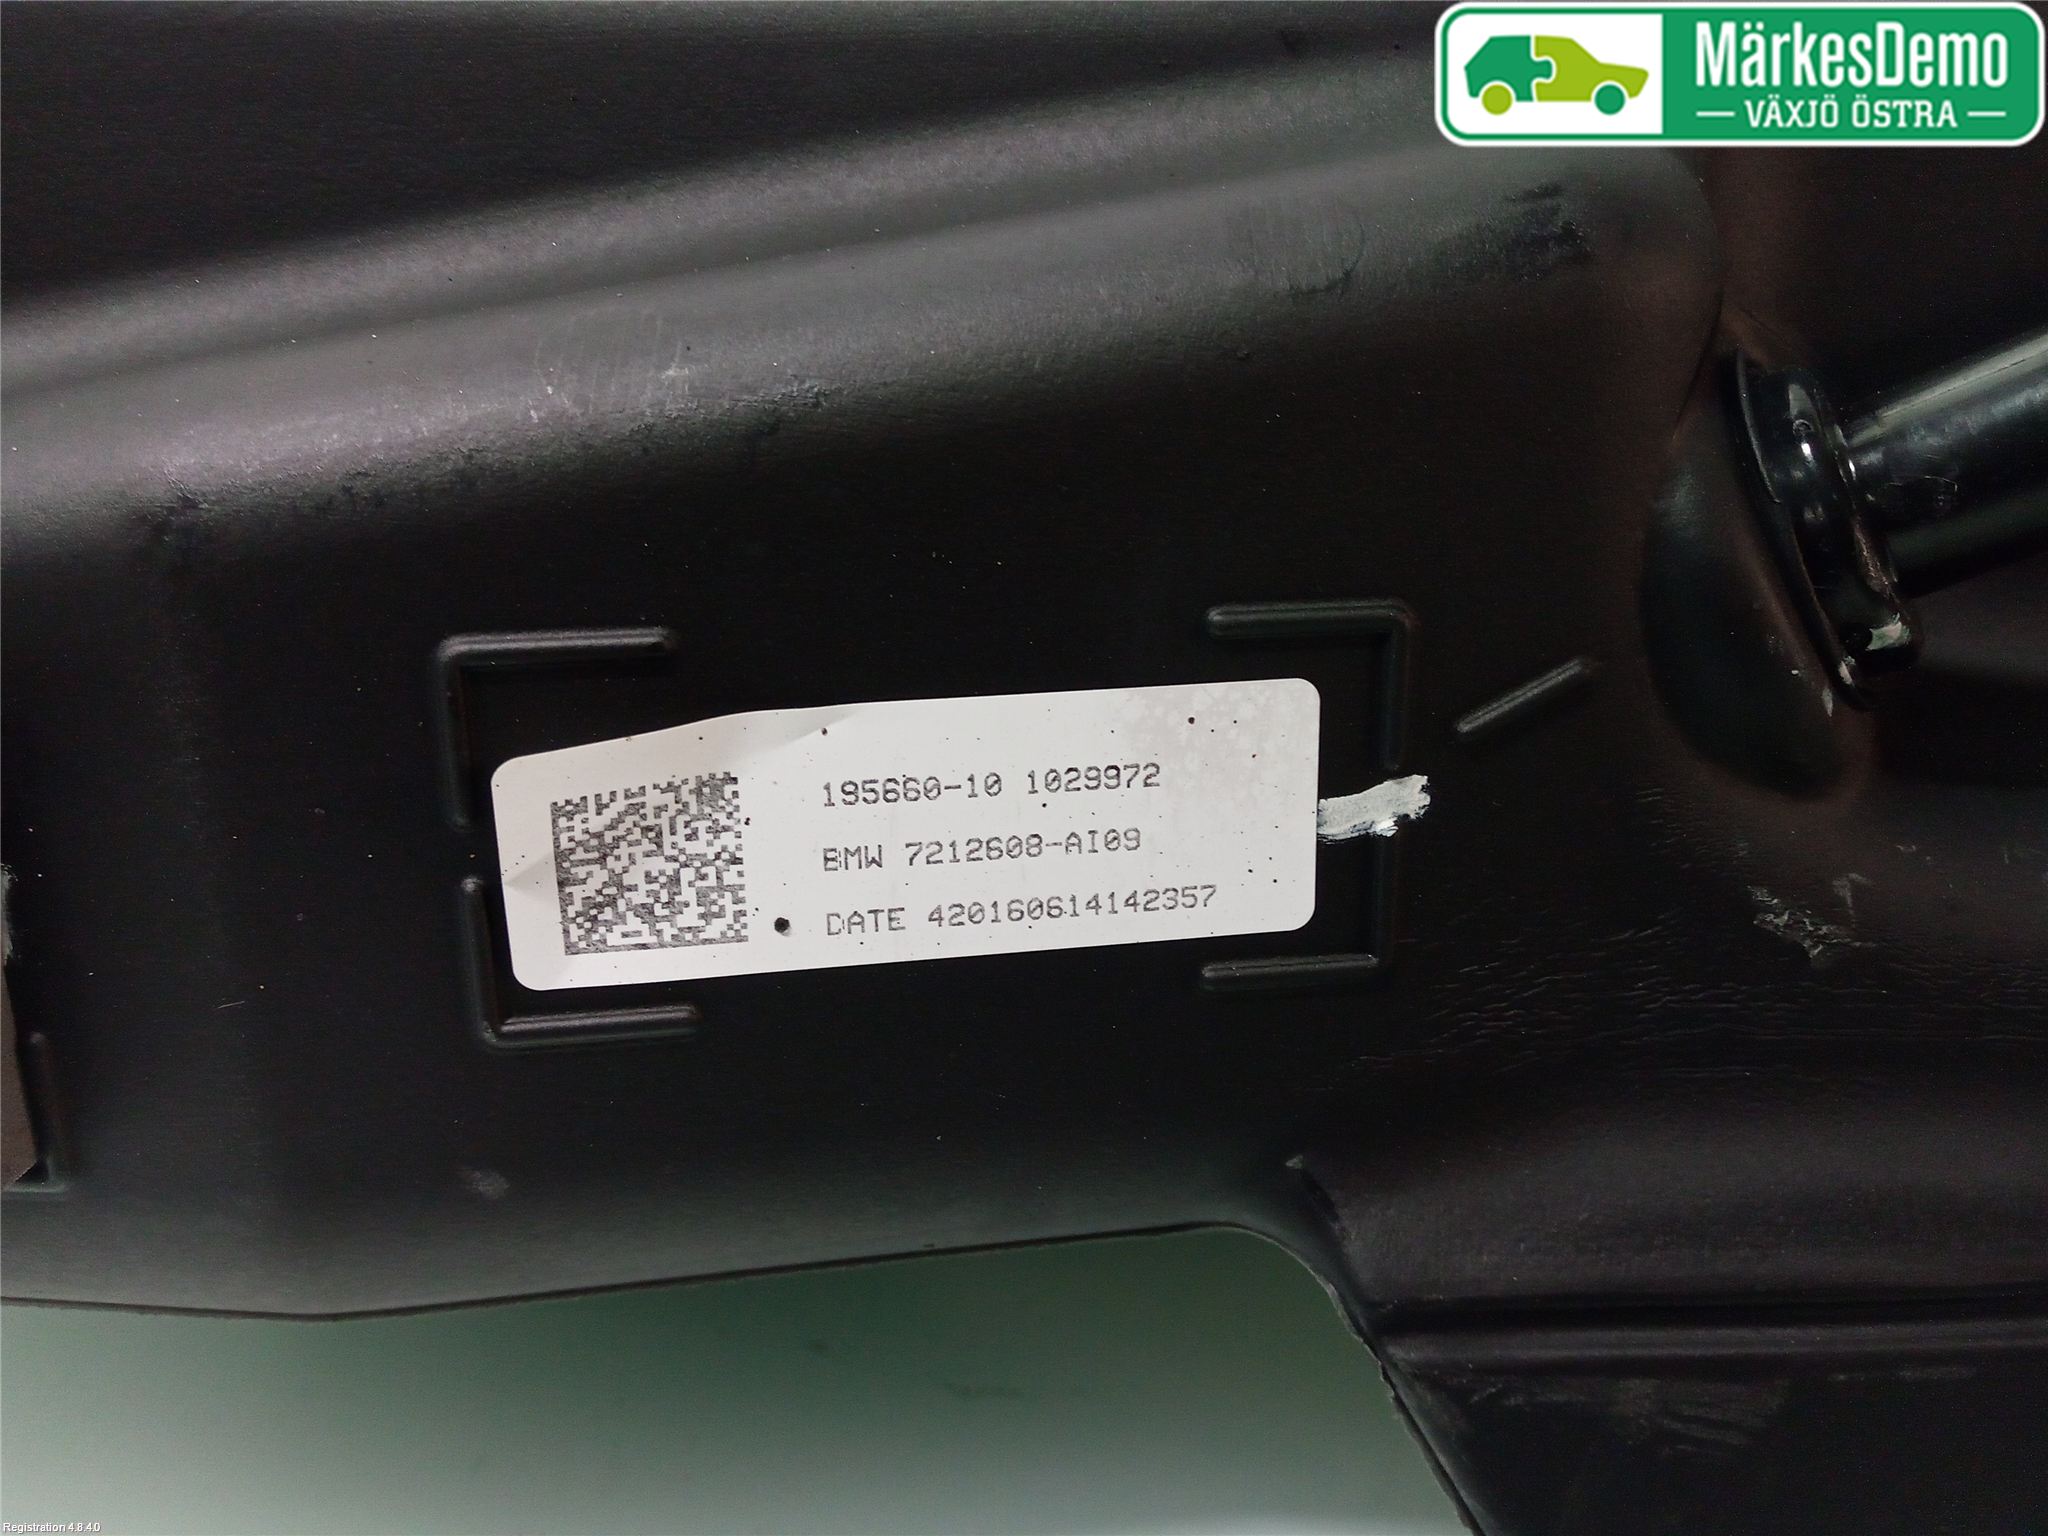 MärkesDemo
VÄXJÖ ÖSTRA
195660-10 1029972
BMW 7212608-AI09
DATE 420160614142357
Registration 4.8.4.0